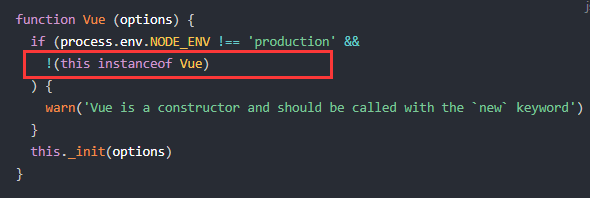 function Vue (options) {
if (process.env.NODE_ENV !== 'production' &&
!(this instanceof Vue)
) {
warn('Vue is a constructor and should be called with the `new` keyword')
}
this._init(options)
}